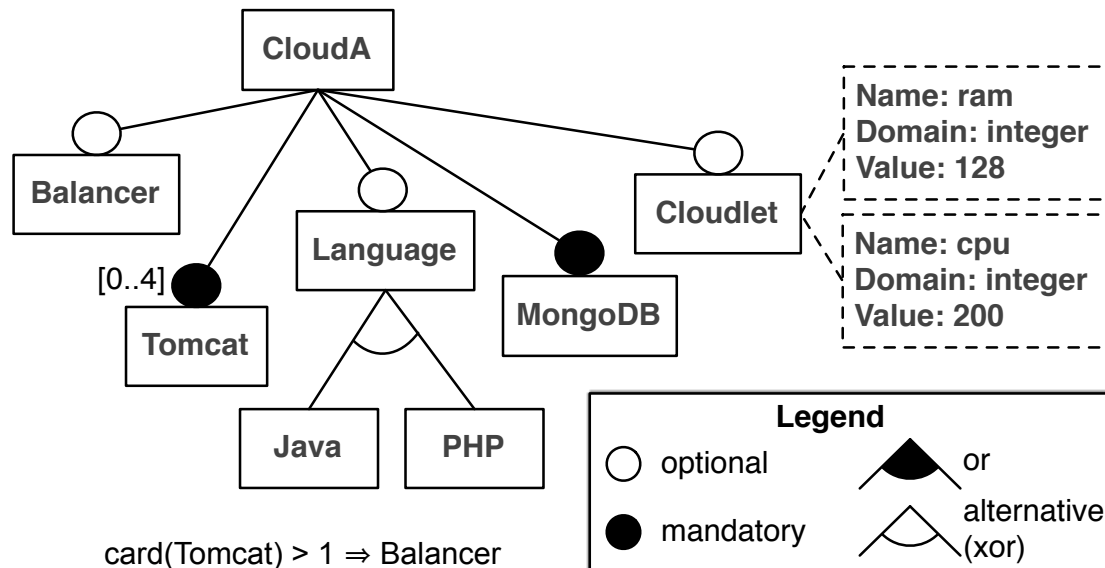 CloudA
Name: ram
Domain: integer
Value: 128
Balancer
Cloudlet
Language
Name: cpu
Domain: integer
Value: 200
[0..4]
Tomcat
MongoDB
Java
PHP
Legend
optional
or
mandatory
alternative
(xor)
card(Tomcat) > 1 ⇒ Balancer